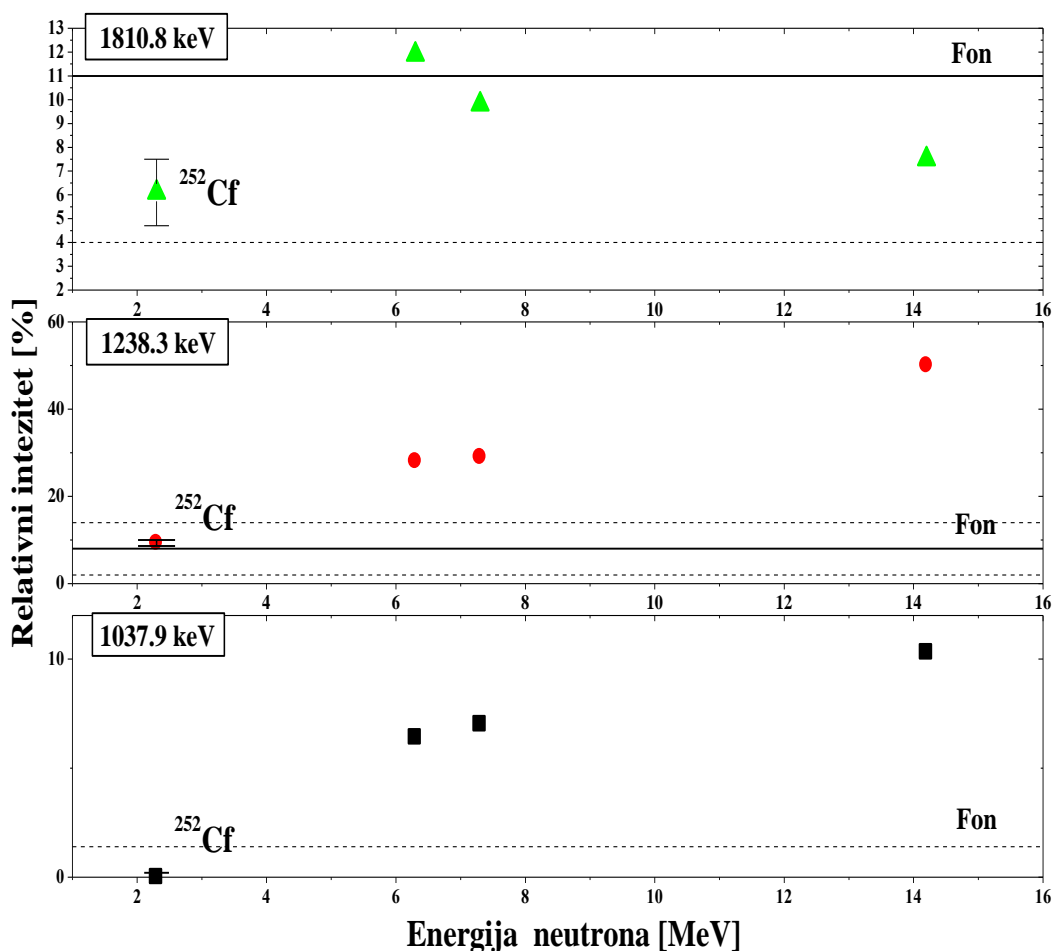 Relativni intezitet [%]
1810.8 keV
Fon
²⁵²Cf
13
12
11
10
9
8
7
6
5
4
3
2
2 4 6 8 10 12 14 16
1238.3 keV
²⁵²Cf
Fon
60
40
20
0
2 4 6 8 10 12 14 16
1037.9 keV
²⁵²Cf
Fon
10
0
2 4 6 8 10 12 14 16
Energija neutrona [MeV]